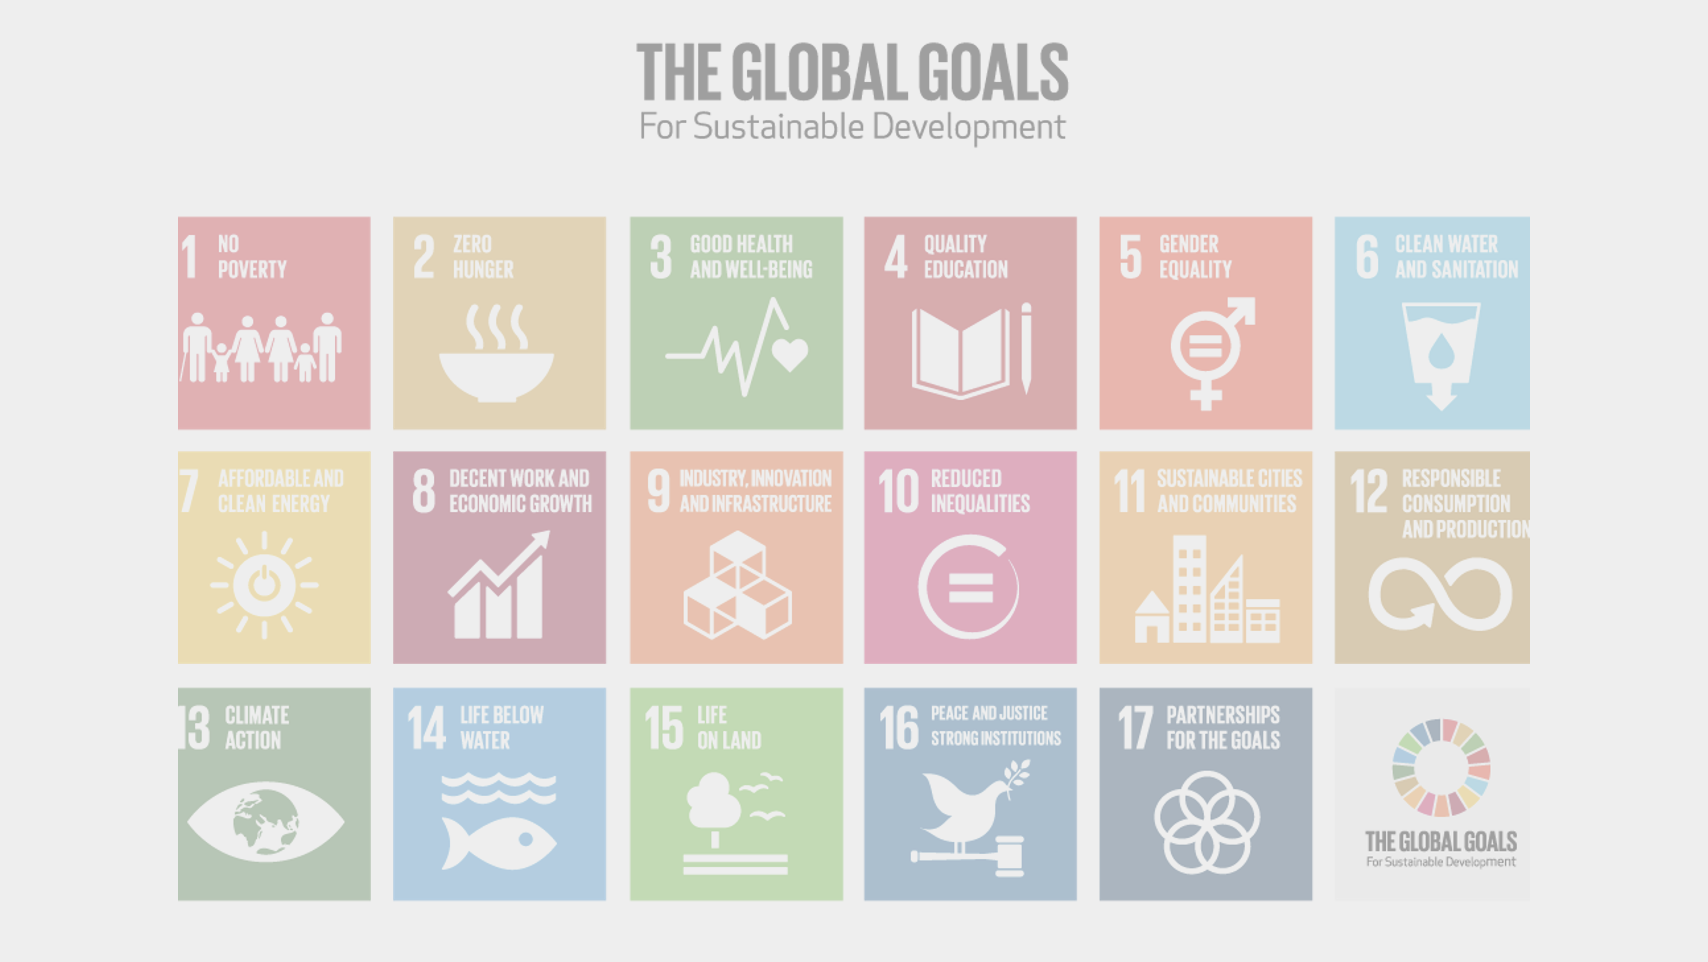 THE GLOBAL GOALS
For Sustainable Development
1 NO
POVERTY
2 ZERO
HUNGER
3 GOOD HEALTH
AND WELL-BEING
4 QUALITY
EDUCATION
5 GENDER
EQUALITY
6 CLEAN WATER
AND SANITATION
7 AFFORDABLE AND
CLEAN ENERGY
8 DECENT WORK AND
ECONOMIC GROWTH
9 INDUSTRY, INNOVATION
AND INFRASTRUCTURE
10 REDUCED
INEQUALITIES
11 SUSTAINABLE CITIES
AND COMMUNITIES
12 RESPONSIBLE
CONSUMPTION
AND PRODUCTION
13 CLIMATE
ACTION
14 LIFE BELOW
WATER
15 LIFE
ON LAND
16 PEACE AND JUSTICE
STRONG INSTITUTIONS
17 PARTNERSHIPS
FOR THE GOALS
THE GLOBAL GOALS
For Sustainable Development